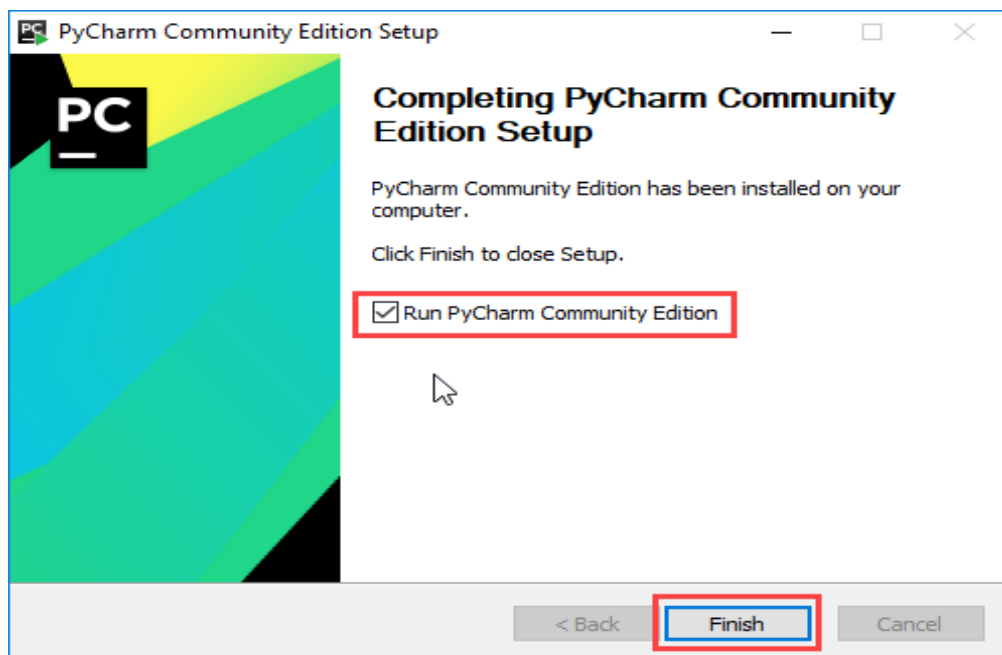 PyCharm Community Edition Setup
PC
Completing PyCharm Community
Edition Setup
PyCharm Community Edition has been installed on your
computer.
Click Finish to close Setup.
Run PyCharm Community Edition
< Back Finish Cancel